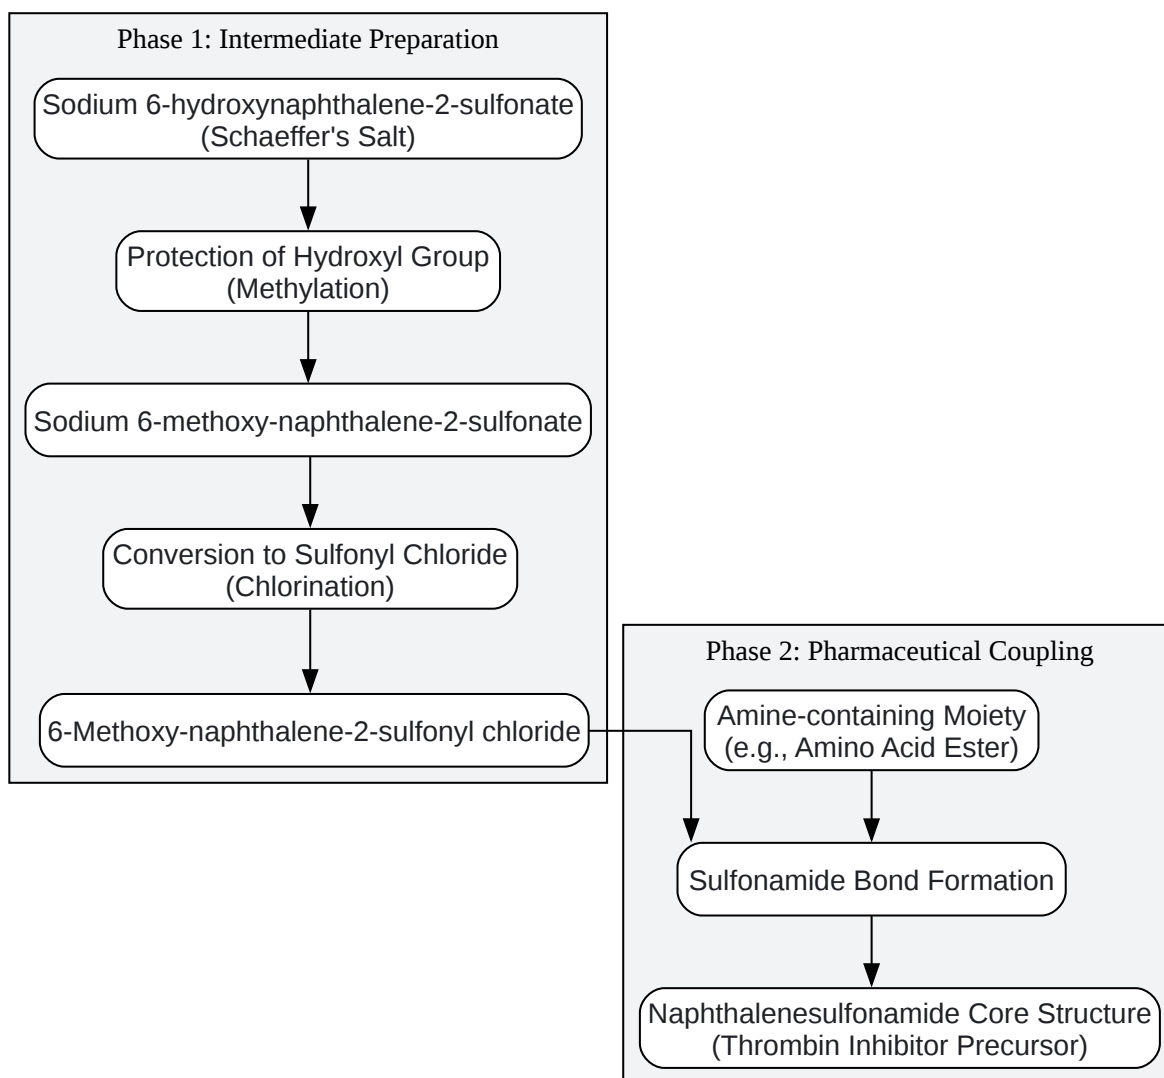 Phase 1: Intermediate Preparation
Sodium 6-hydroxynaphthalene-2-sulfonate
(Schaeffer's Salt)
Protection of Hydroxyl Group
(Methylation)
Sodium 6-methoxy-naphthalene-2-sulfonate
Conversion to Sulfonyl Chloride
(Chlorination)
6-Methoxy-naphthalene-2-sulfonyl chloride
Phase 2: Pharmaceutical Coupling
Amine-containing Moiety
(e.g., Amino Acid Ester)
Sulfonamide Bond Formation
Naphthalenesulfonamide Core Structure
(Thrombin Inhibitor Precursor)